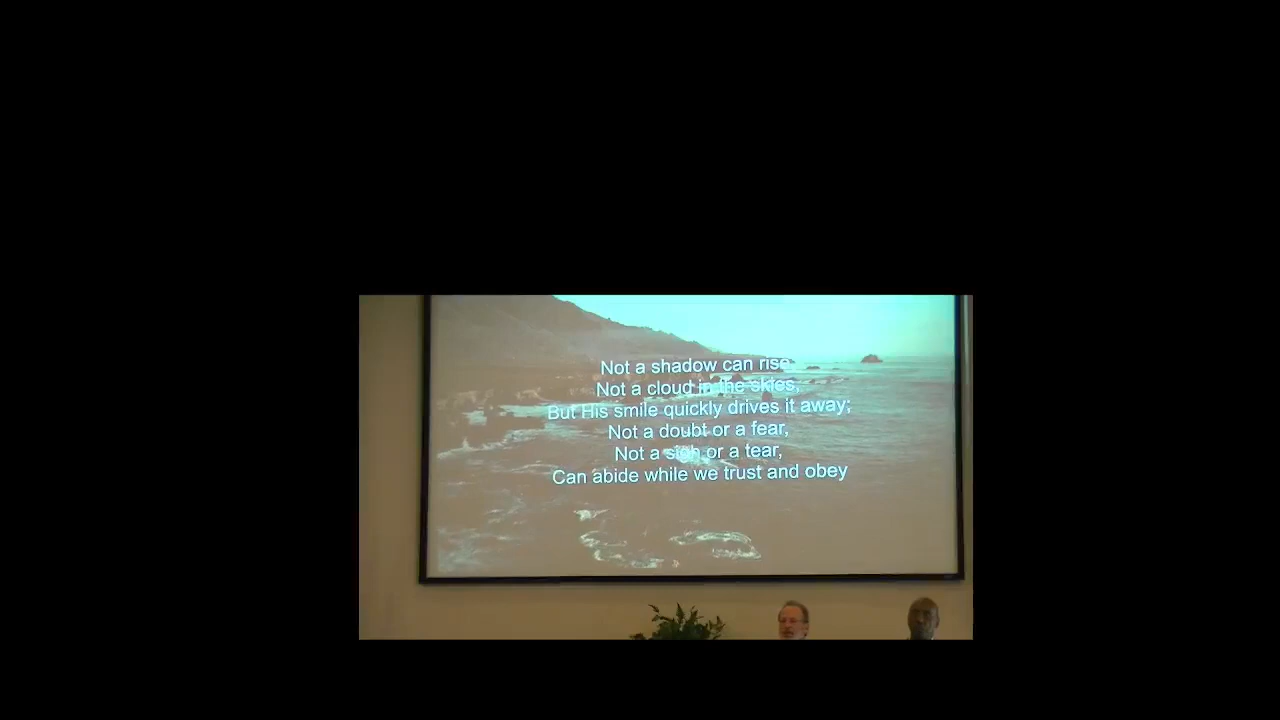 Not a shadow can rise,
Not a cloud in the skies,
But His smile quickly drives it away;
Not a doubt or a fear,
Not a sigh or a tear,
Can abide while we trust and obey